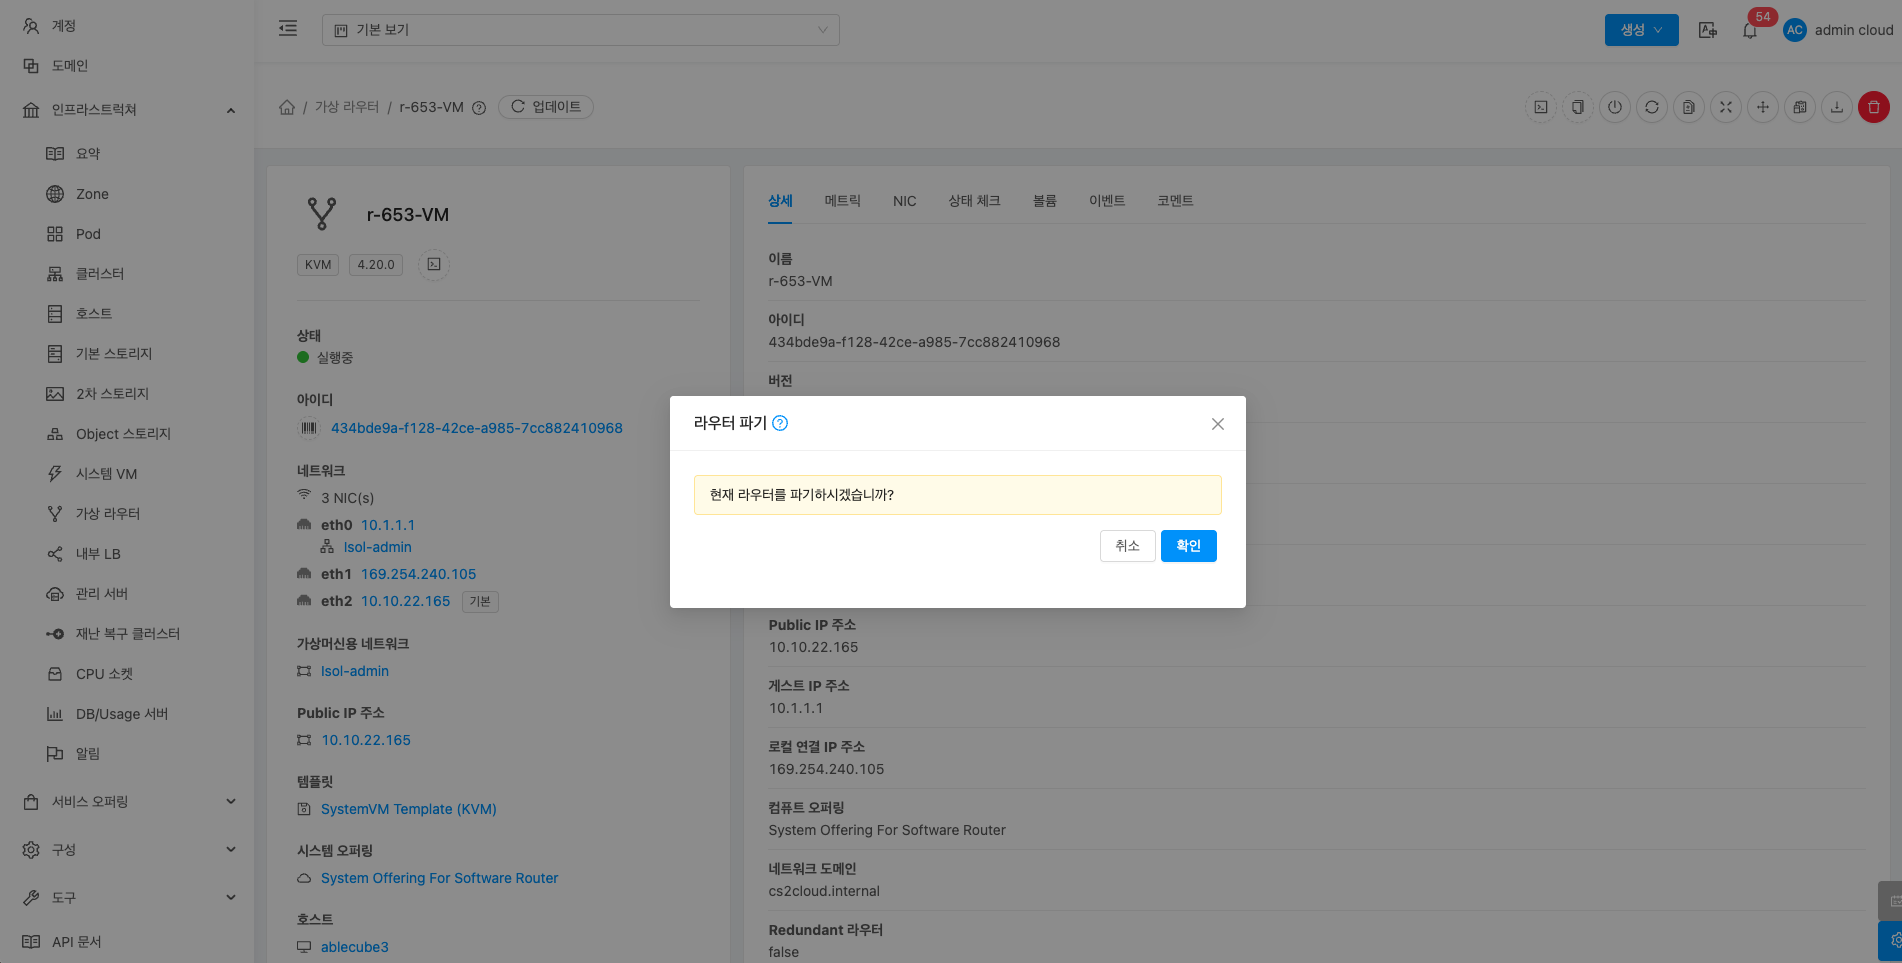 계정
도메인
인프라스트럭쳐
요약
Zone
Pod
클러스터
호스트
기본 스토리지
2차 스토리지
Object 스토리지
시스템 VM
가상 라우터
내부 LB
관리 서버
재난 복구 클러스터
CPU 소켓
DB/Usage 서버
알림
서비스 오퍼링
구성
도구
API 문서
기본 보기
생성
54
AC
admin cloud
/ 가상 라우터 / r-653-VM
업데이트
r-653-VM
KVM
4.20.0
상태
실행중
아이디
434bde9a-f128-42ce-a985-7cc882410968
네트워크
3 NIC(s)
eth0 10.1.1.1
Isol-admin
eth1 169.254.240.105
eth2 10.10.22.165 기본
가상머신용 네트워크
Isol-admin
Public IP 주소
10.10.22.165
템플릿
SystemVM Template (KVM)
시스템 오퍼링
System Offering For Software Router
호스트
ablecube3
상세 메트릭 NIC 상태 체크 볼륨 이벤트 코멘트
이름
r-653-VM
아이디
434bde9a-f128-42ce-a985-7cc882410968
버전
라우터 파기
현재 라우터를 파기하시겠습니까?
취소
확인
Public IP 주소
10.10.22.165
게스트 IP 주소
10.1.1.1
로컬 연결 IP 주소
169.254.240.105
컴퓨트 오퍼링
System Offering For Software Router
네트워크 도메인
cs2cloud.internal
Redundant 라우터
false